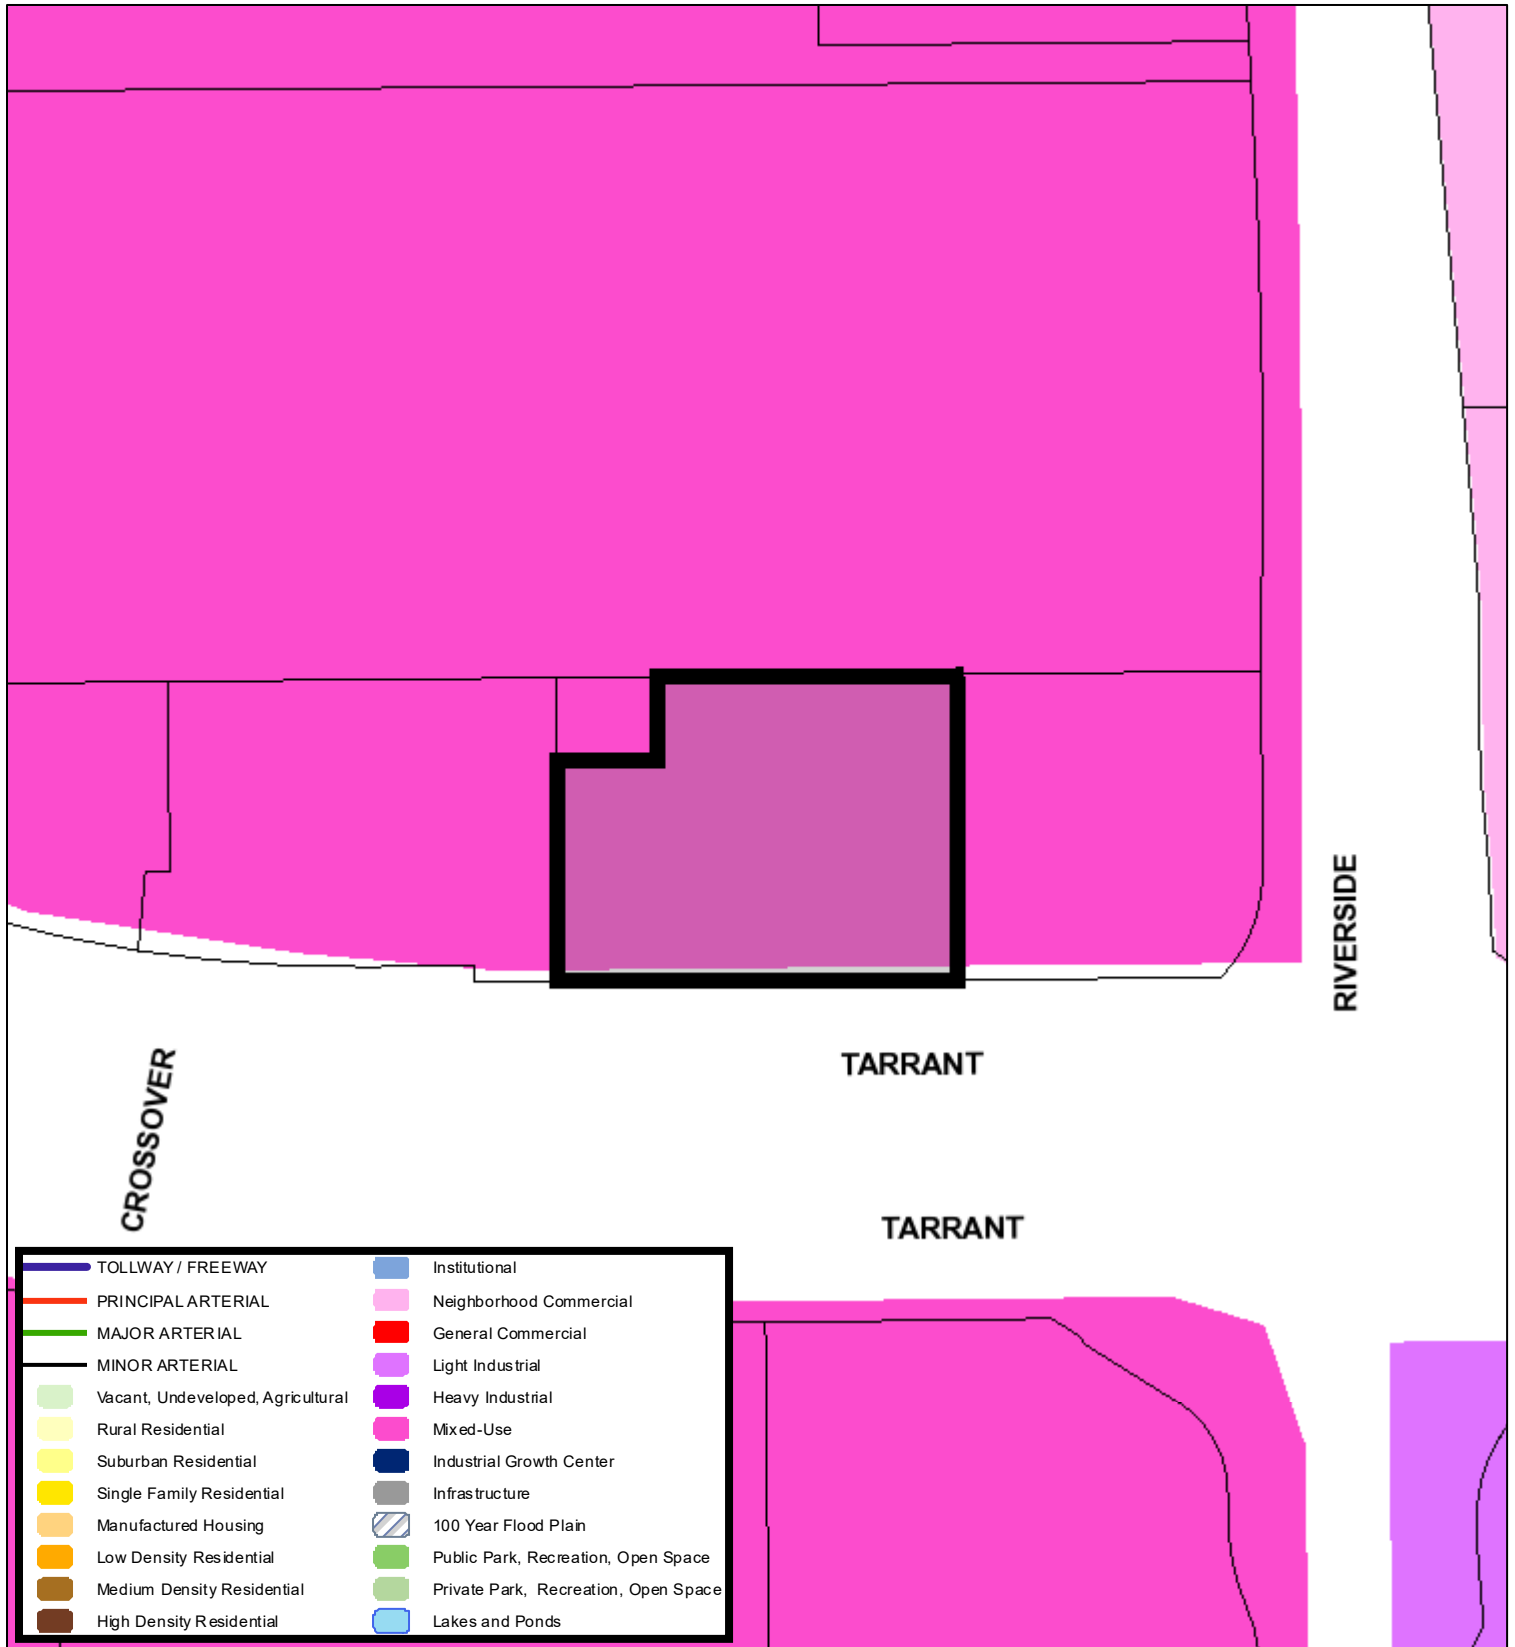 RIVERSIDE
TARRANT
CROSSOVER
TARRANT
TOLLWAY / FREEWAY
PRINCIPAL ARTERIAL
MAJOR ARTERIAL
MINOR ARTERIAL
Vacant, Undeveloped, Agricultural
Rural Residential
Suburban Residential
Single Family Residential
Manufactured Housing
Low Density Residential
Medium Density Residential
High Density Residential
Institutional
Neighborhood Commercial
General Commercial
Light Industrial
Heavy Industrial
Mixed-Use
Industrial Growth Center
Infrastructure
100 Year Flood Plain
Public Park, Recreation, Open Space
Private Park, Recreation, Open Space
Lakes and Ponds